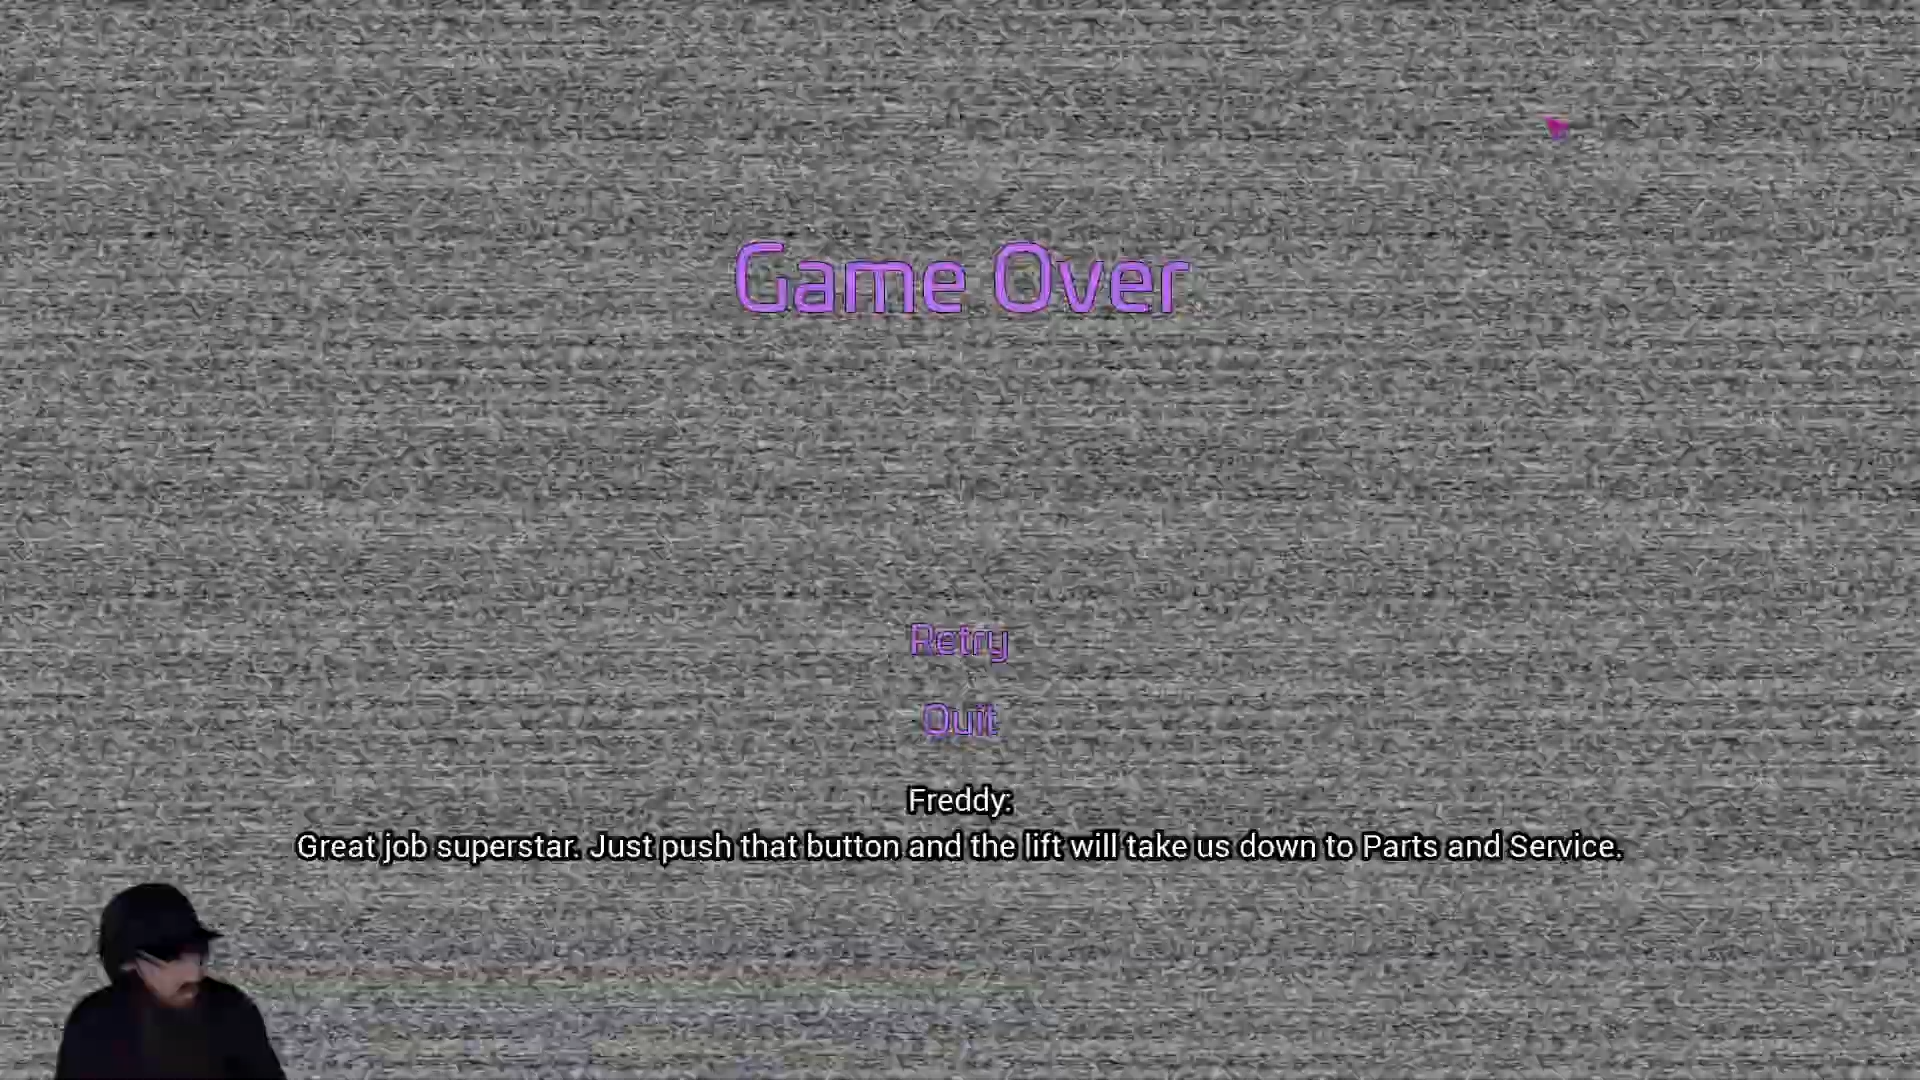 Game Over
Retry
Quit
Freddy:
Great job superstar. Just push that button and the lift will take us down to Parts and Service.